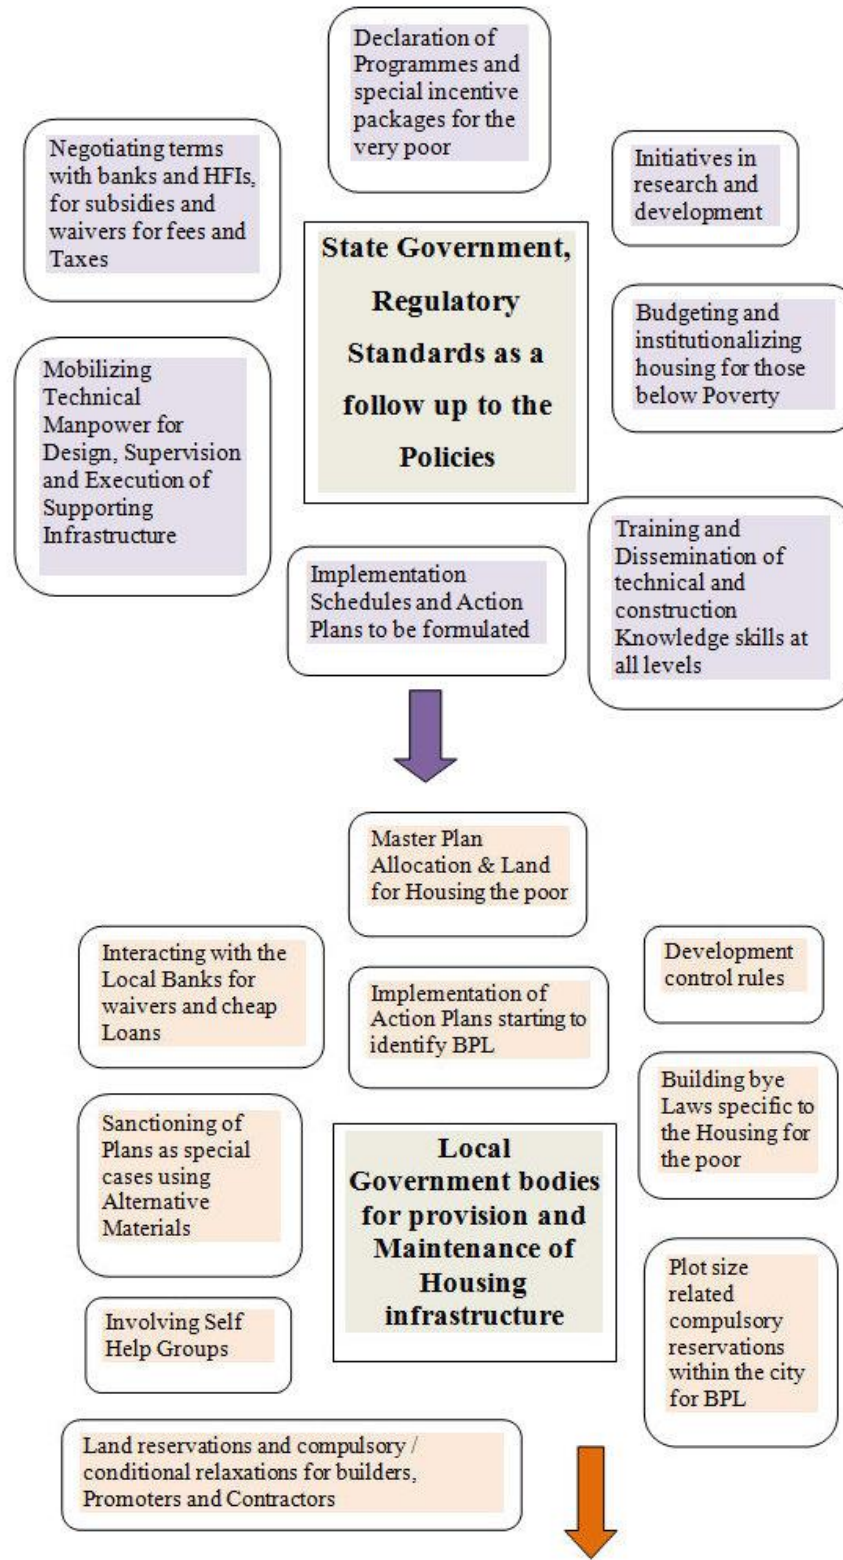 Declaration of
Programmes and
special incentive
packages for the
very poor
Negotiating terms
with banks and HFIs,
for subsidies and
waivers for fees and
Taxes
Initiatives in
research and
development
State Government,
Regulatory
Standards as a
follow up to the
Policies
Budgeting and
institutionalizing
housing for those
below Poverty
Mobilizing
Technical
Manpower for
Design, Supervision
and Execution of
Supporting
Infrastructure
Training and
Dissemination of
technical and
construction
Knowledge skills at
all levels
Implementation
Schedules and Action
Plans to be formulated
Master Plan
Allocation & Land
for Housing the poor
Interacting with the
Local Banks for
waivers and cheap
Loans
Implementation of
Action Plans starting to
identify BPL
Development
control rules
Building bye
Laws specific to
the Housing for
the poor
Sanctioning of
Plans as special
cases using
Alternative
Materials
Local
Government bodies
for provision and
Maintenance of
Housing
infrastructure
Plot size
related
compulsory
reservations
within the city
for BPL
Involving Self
Help Groups
Land reservations and compulsory /
conditional relaxations for builders,
Promoters and Contractors